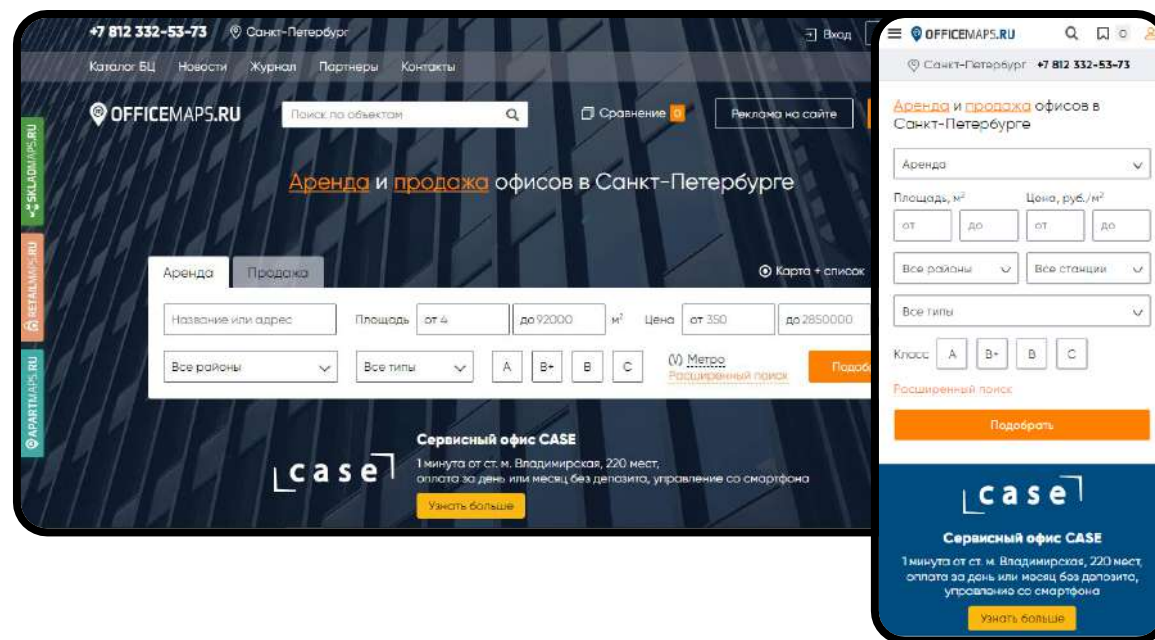 +7 812 332-53-73
Санкт-Петербург
Вход
Каталог БЦ Новости Журнал Партнеры Контакты
OFFICEMAPS.RU
Поиск по объектам
Сравнение 0
Реклама на сайте
SKLADMAPS.RU
RETAILMAPS.RU
APARTMAPS.RU
Аренда и продажа офисов в Санкт-Петербурге
Аренда Продажа
Карта + список
Название или адрес Площадь от 4 до 92000 м² Цена от 350 до 2850000
Все районы Все типы A B+ B C (V) Метро
Расширенный поиск
case
Сервисный офис CASE
1 минута от ст. м. Владимирская, 220 мест,
оплата за день или месяц без депозита, управление со смартфона
Узнать больше
OFFICEMAPS.RU 0
Санкт-Петербург +7 812 332-53-73
Аренда и продажа офисов в
Санкт-Петербурге
Аренда
Площадь, м² Цена, руб./м²
от до от до
Все районы Все станции
Все типы
Класс A B+ B C
Расширенный поиск
Подобрать
case
Сервисный офис CASE
1 минута от ст. м. Владимирская, 220 мест,
оплата за день или месяц без депозита,
управление со смартфона
Узнать больше